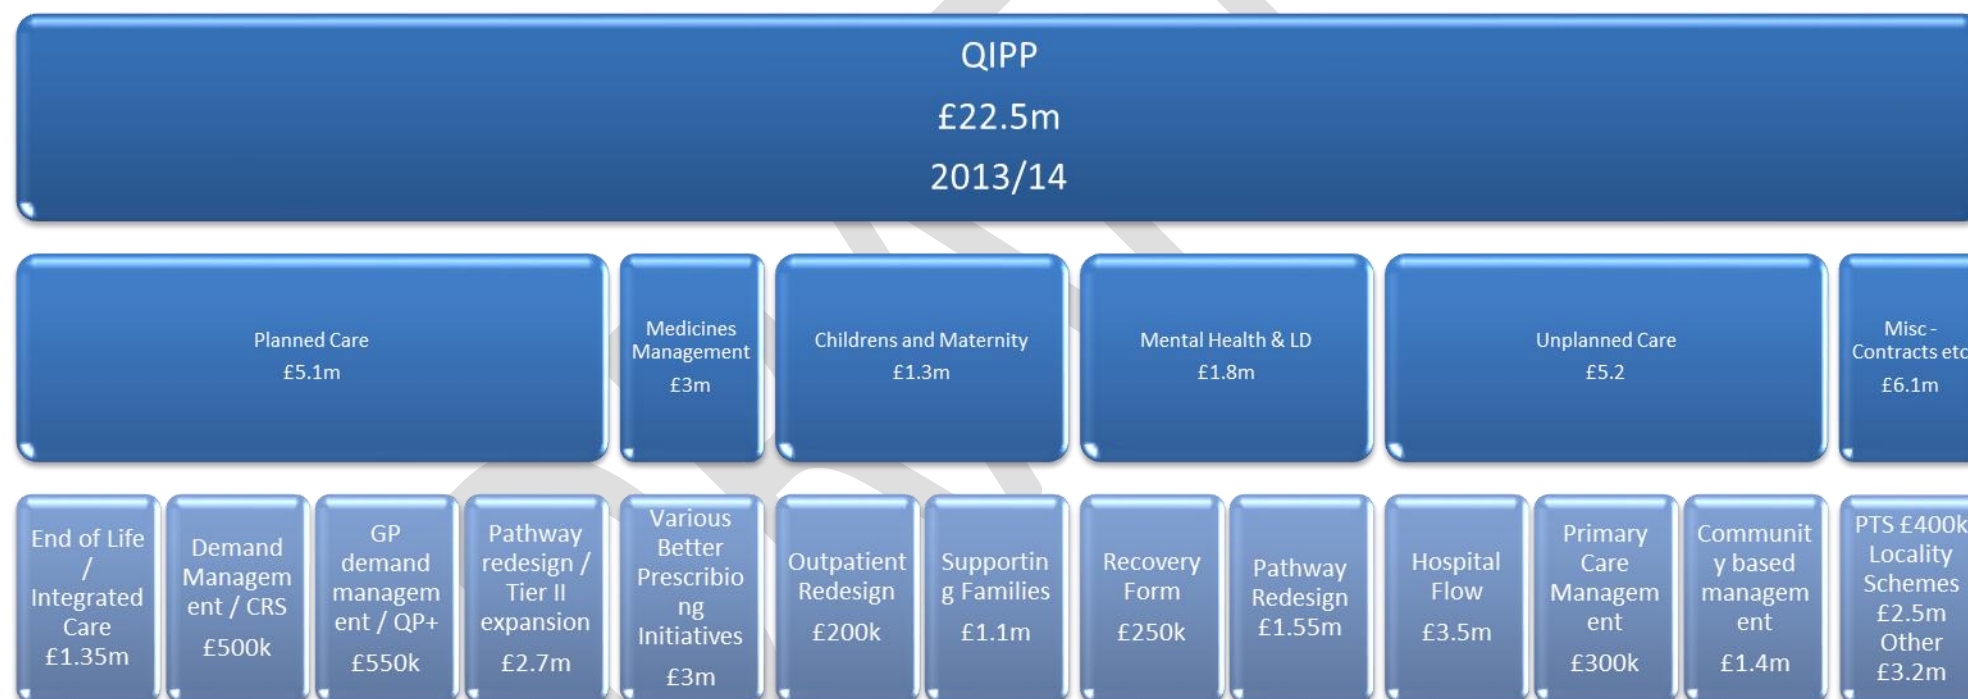 QIPP
£22.5m
2013/14
Planned Care
£5.1m
Medicines
Management
£3m
Childrens and Maternity
£1.3m
Mental Health & LD
£1.8m
Unplanned Care
£5.2
Misc -
Contracts etc
£6.1m
End of Life
/
Integrated
Care
£1.35m
Demand
Managem
ent / CRS
£500k
GP
demand
managem
ent / QP+
£550k
Pathway
redesign /
Tier II
expansion
£2.7m
Various
Better
Prescribio
ng
Initiatives
£3m
Outpatient
Redesign
£200k
Supportin
g Families
£1.1m
Recovery
Form
£250k
Pathway
Redesign
£1.55m
Hospital
Flow
£3.5m
Primary
Care
Managem
ent
£300k
Communit
y based
managem
ent
£1.4m
PTS £400k
Locality
Schemes
£2.5m
Other
£3.2m